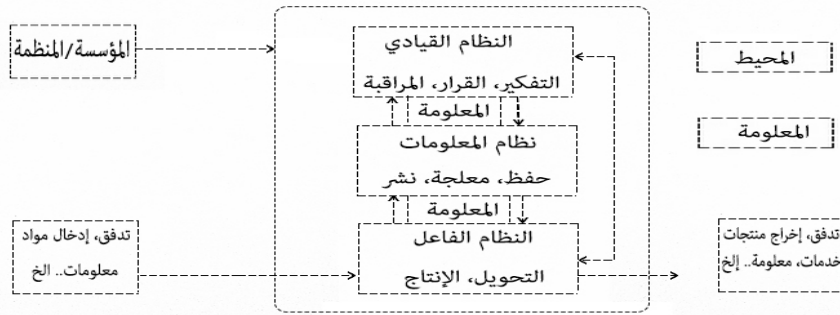 المؤسسة/المنظمة
النظام القيادي
التفكير، القرار، المراقبة
المعلومة
نظام المعلومات
حفظ، معلجة، نشر
المعلومة
النظام الفاعل
التحويل، الإنتاج
المحيط
المعلومة
تدفق، إدخال مواد
معلومات.. الخ
تدفق، إخراج منتجات
خدمات، معلومة.. إلخ